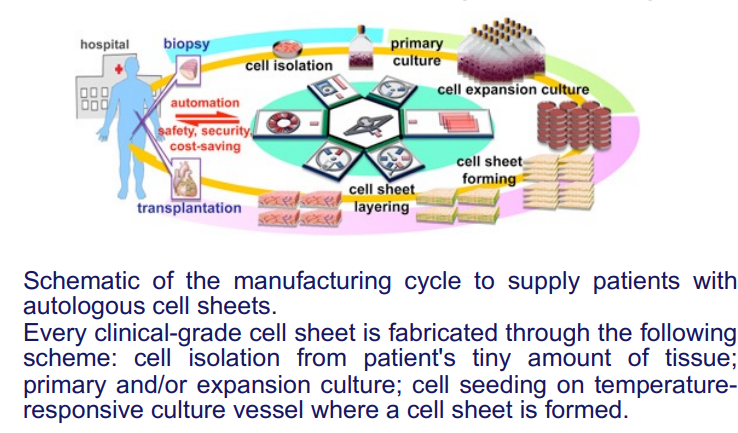 hospital
biopsy
cell isolation
primary
culture
cell expansion culture
automation
safety, security,
cost-saving
cell sheet
forming
cell sheet
layering
transplantation
Schematic of the manufacturing cycle to supply patients with
autologous cell sheets.
Every clinical-grade cell sheet is fabricated through the following
scheme: cell isolation from patient's tiny amount of tissue;
primary and/or expansion culture; cell seeding on temperature-
responsive culture vessel where a cell sheet is formed.